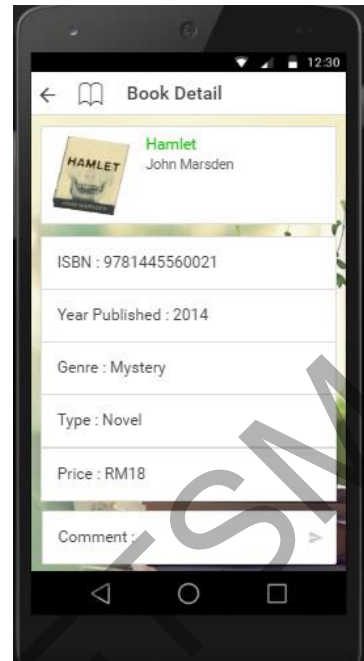 12:30
Book Detail
Hamlet
John Marsden
HAMLET
ISBN : 9781445560021
Year Published : 2014
Genre : Mystery
Type : Novel
Price : RM18
Comment :
TSM